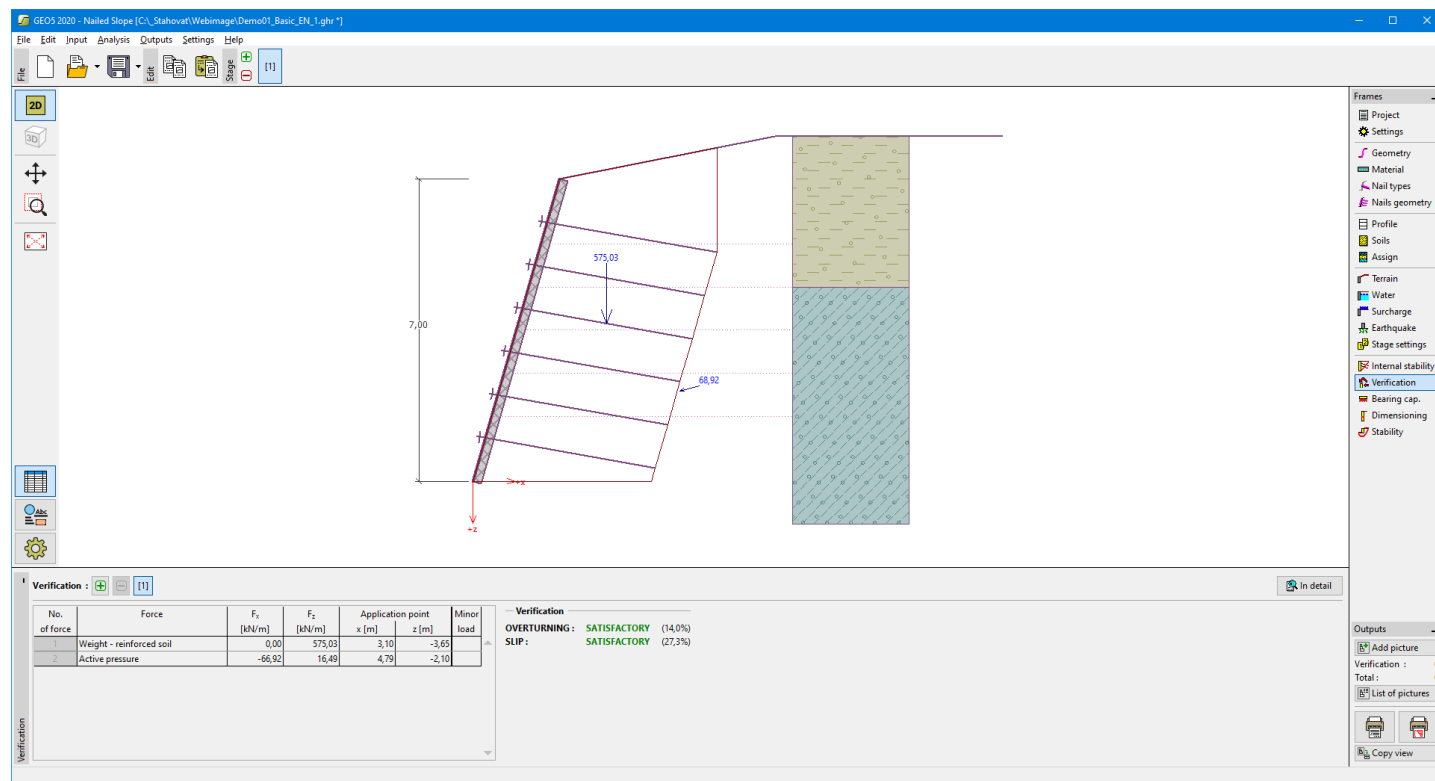 GEO5 2020 - Nailed Slope [C:\_Stahovat\Webimage\Demo01_Basic_EN_1.ghr *]
File Edit Input Analysis Outputs Settings Help
File
Edit
Stage
[1]
2D
3D
Frames
Project
Settings
Geometry
Material
Nail types
Nails geometry
Profile
Soils
Assign
Terrain
Water
Surcharge
Earthquake
Stage settings
Internal stability
Verification
Bearing cap.
Dimensioning
Stability
575,03
7,00
68,92
+x
+z
Abc
Verification : [1]
In detail
No. Force Fx Fz Application point Minor
of force [kN/m] [kN/m] x [m] z [m] load
1 Weight - reinforced soil 0,00 575,03 3,10 -3,65
2 Active pressure -66,92 16,49 4,79 -2,10
Verification
OVERTURNING : SATISFACTORY (14,0%)
SLIP : SATISFACTORY (27,3%)
Verification
Outputs
Add picture
Verification :
Total :
List of pictures
Copy view